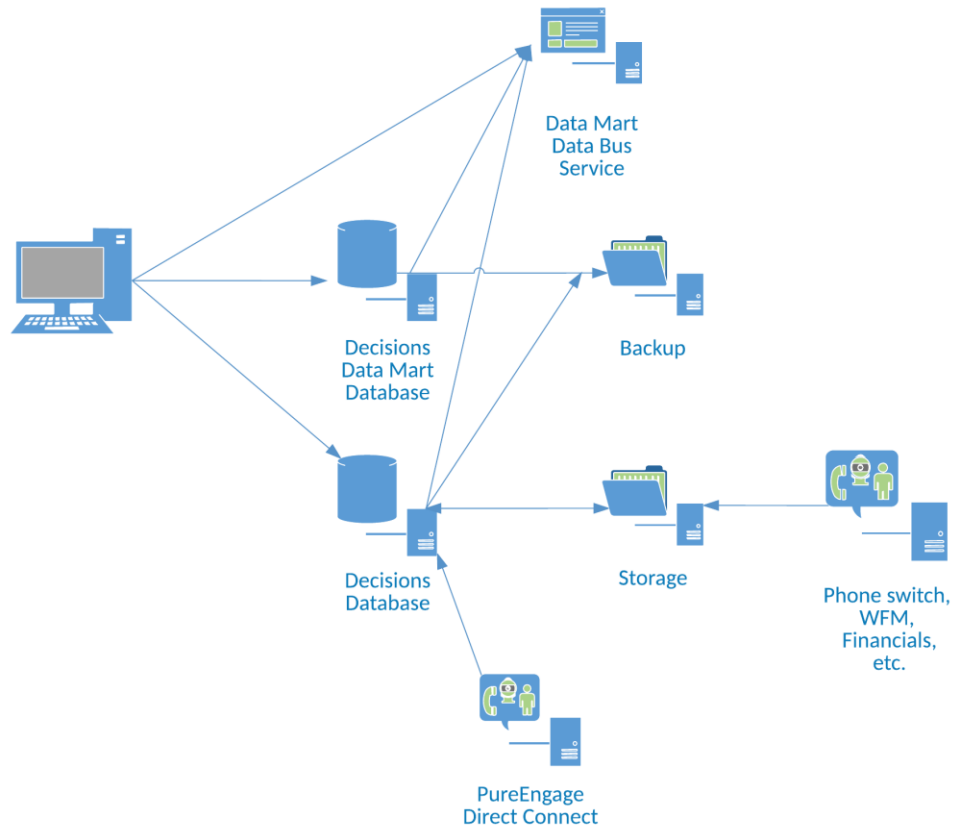 Data Mart
Data Bus
Service
Decisions
Data Mart
Database
Backup
Decisions
Database
Storage
Phone switch,
WFM,
Financials,
etc.
PureEngage
Direct Connect